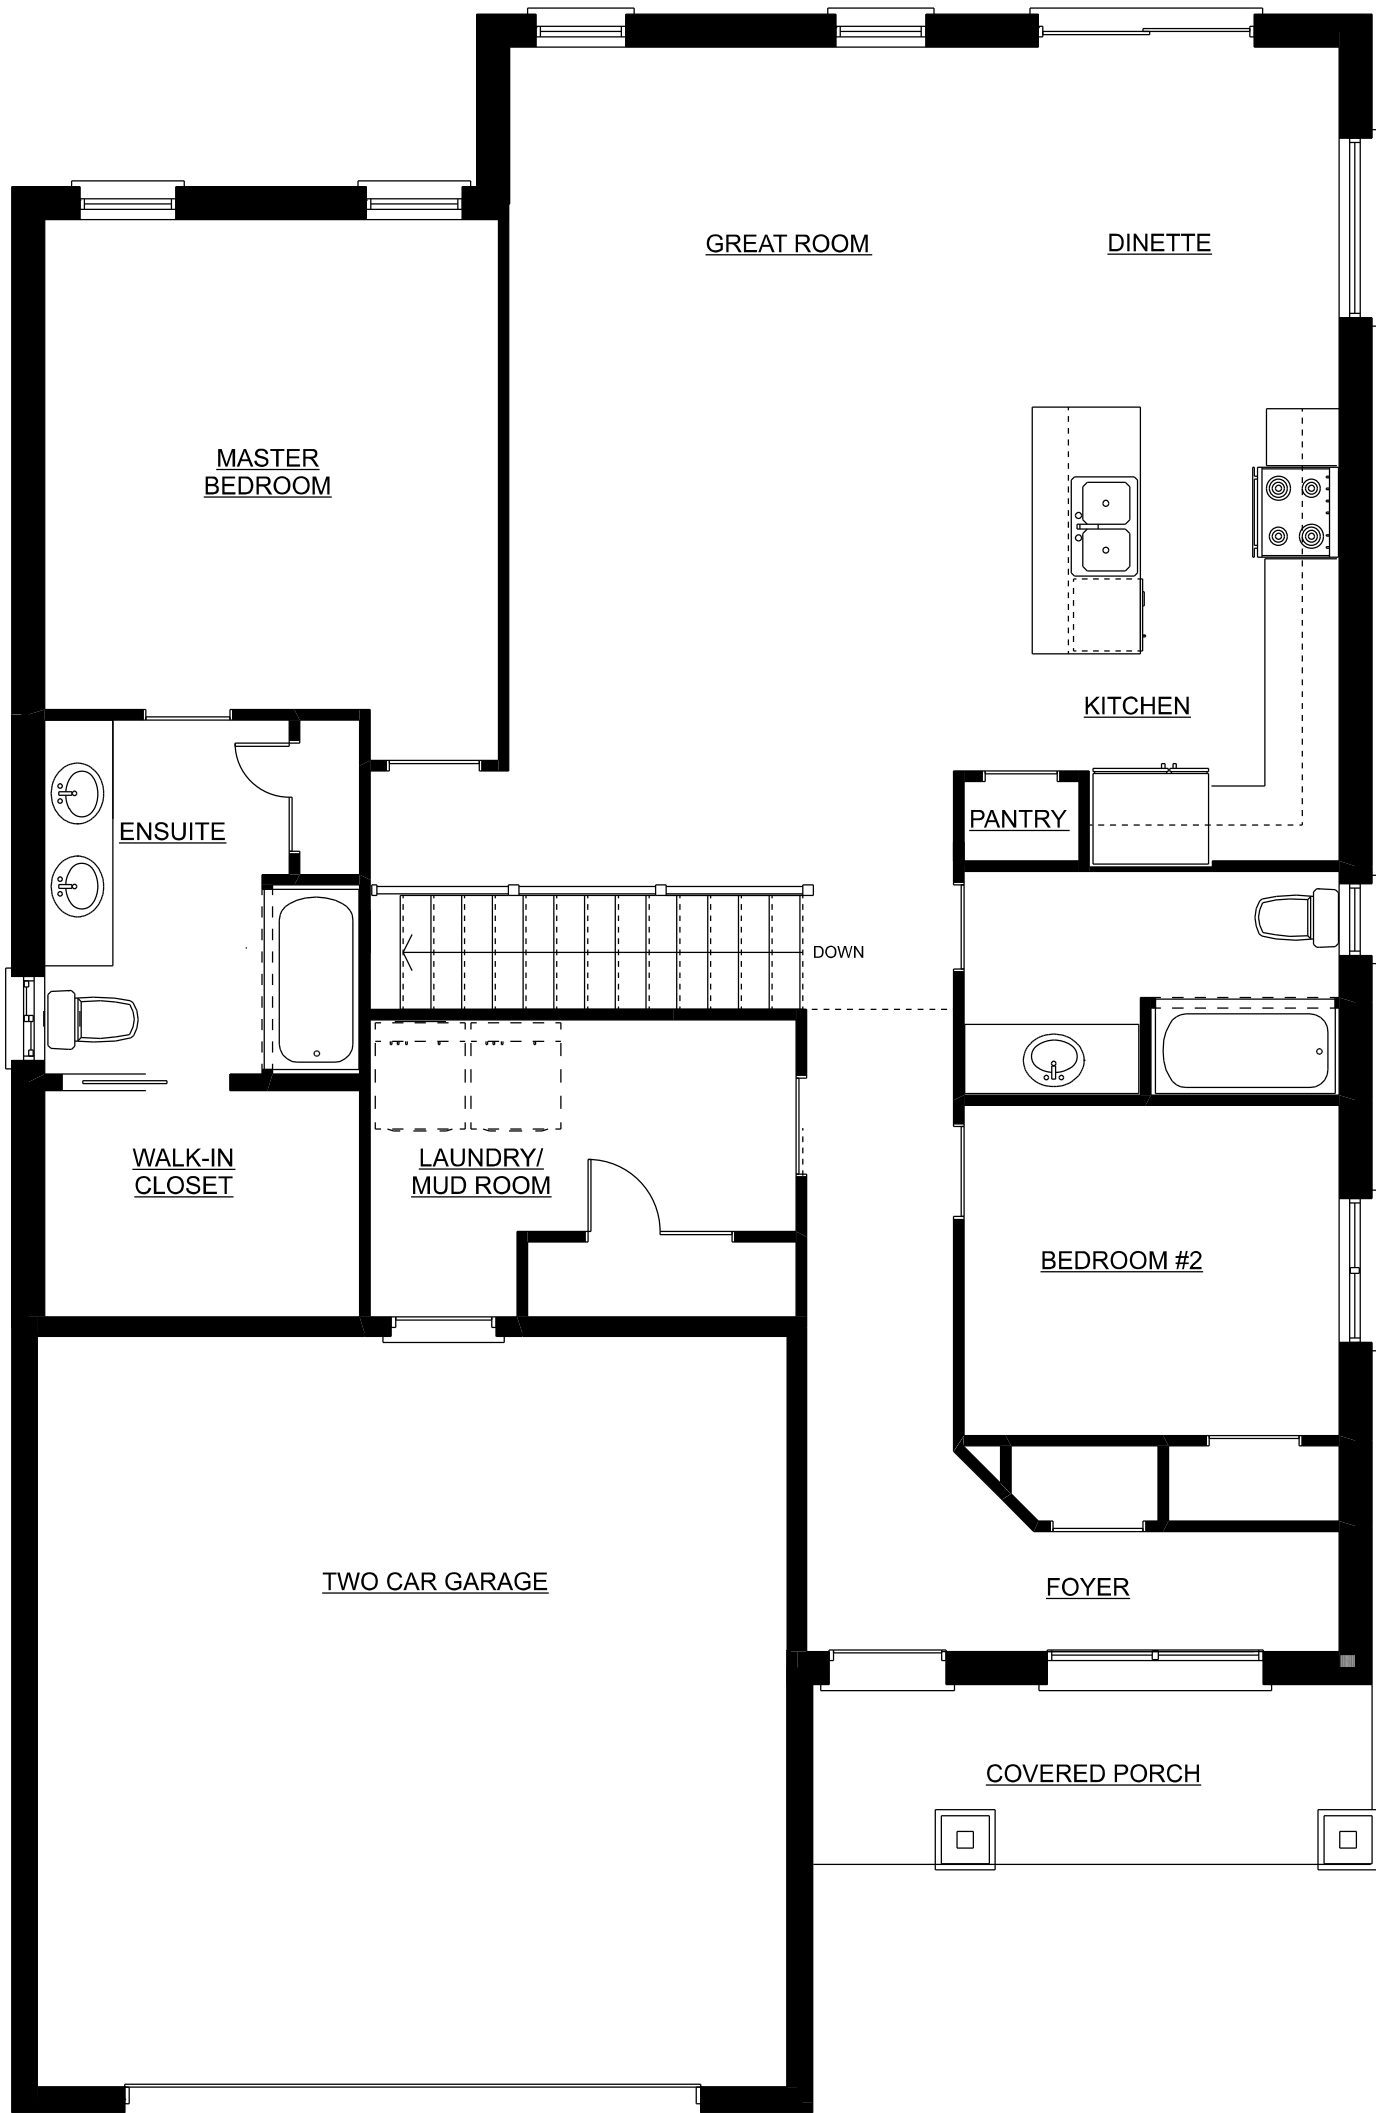 GREAT ROOM
DINETTE
MASTER
BEDROOM
KITCHEN
PANTRY
ENSUITE
DOWN
WALK-IN
CLOSET
LAUNDRY/
MUD ROOM
BEDROOM #2
TWO CAR GARAGE
FOYER
COVERED PORCH